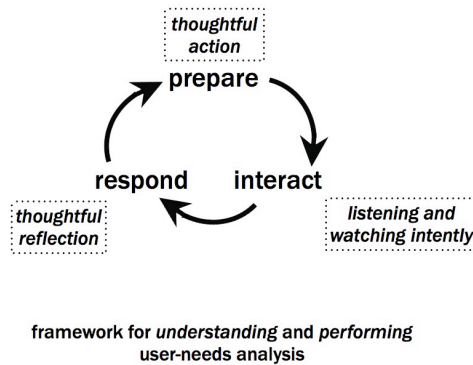 thoughtful
action
prepare
respond
interact
thoughtful
reflection
listening and
watching intently
framework for understanding and performing
user-needs analysis